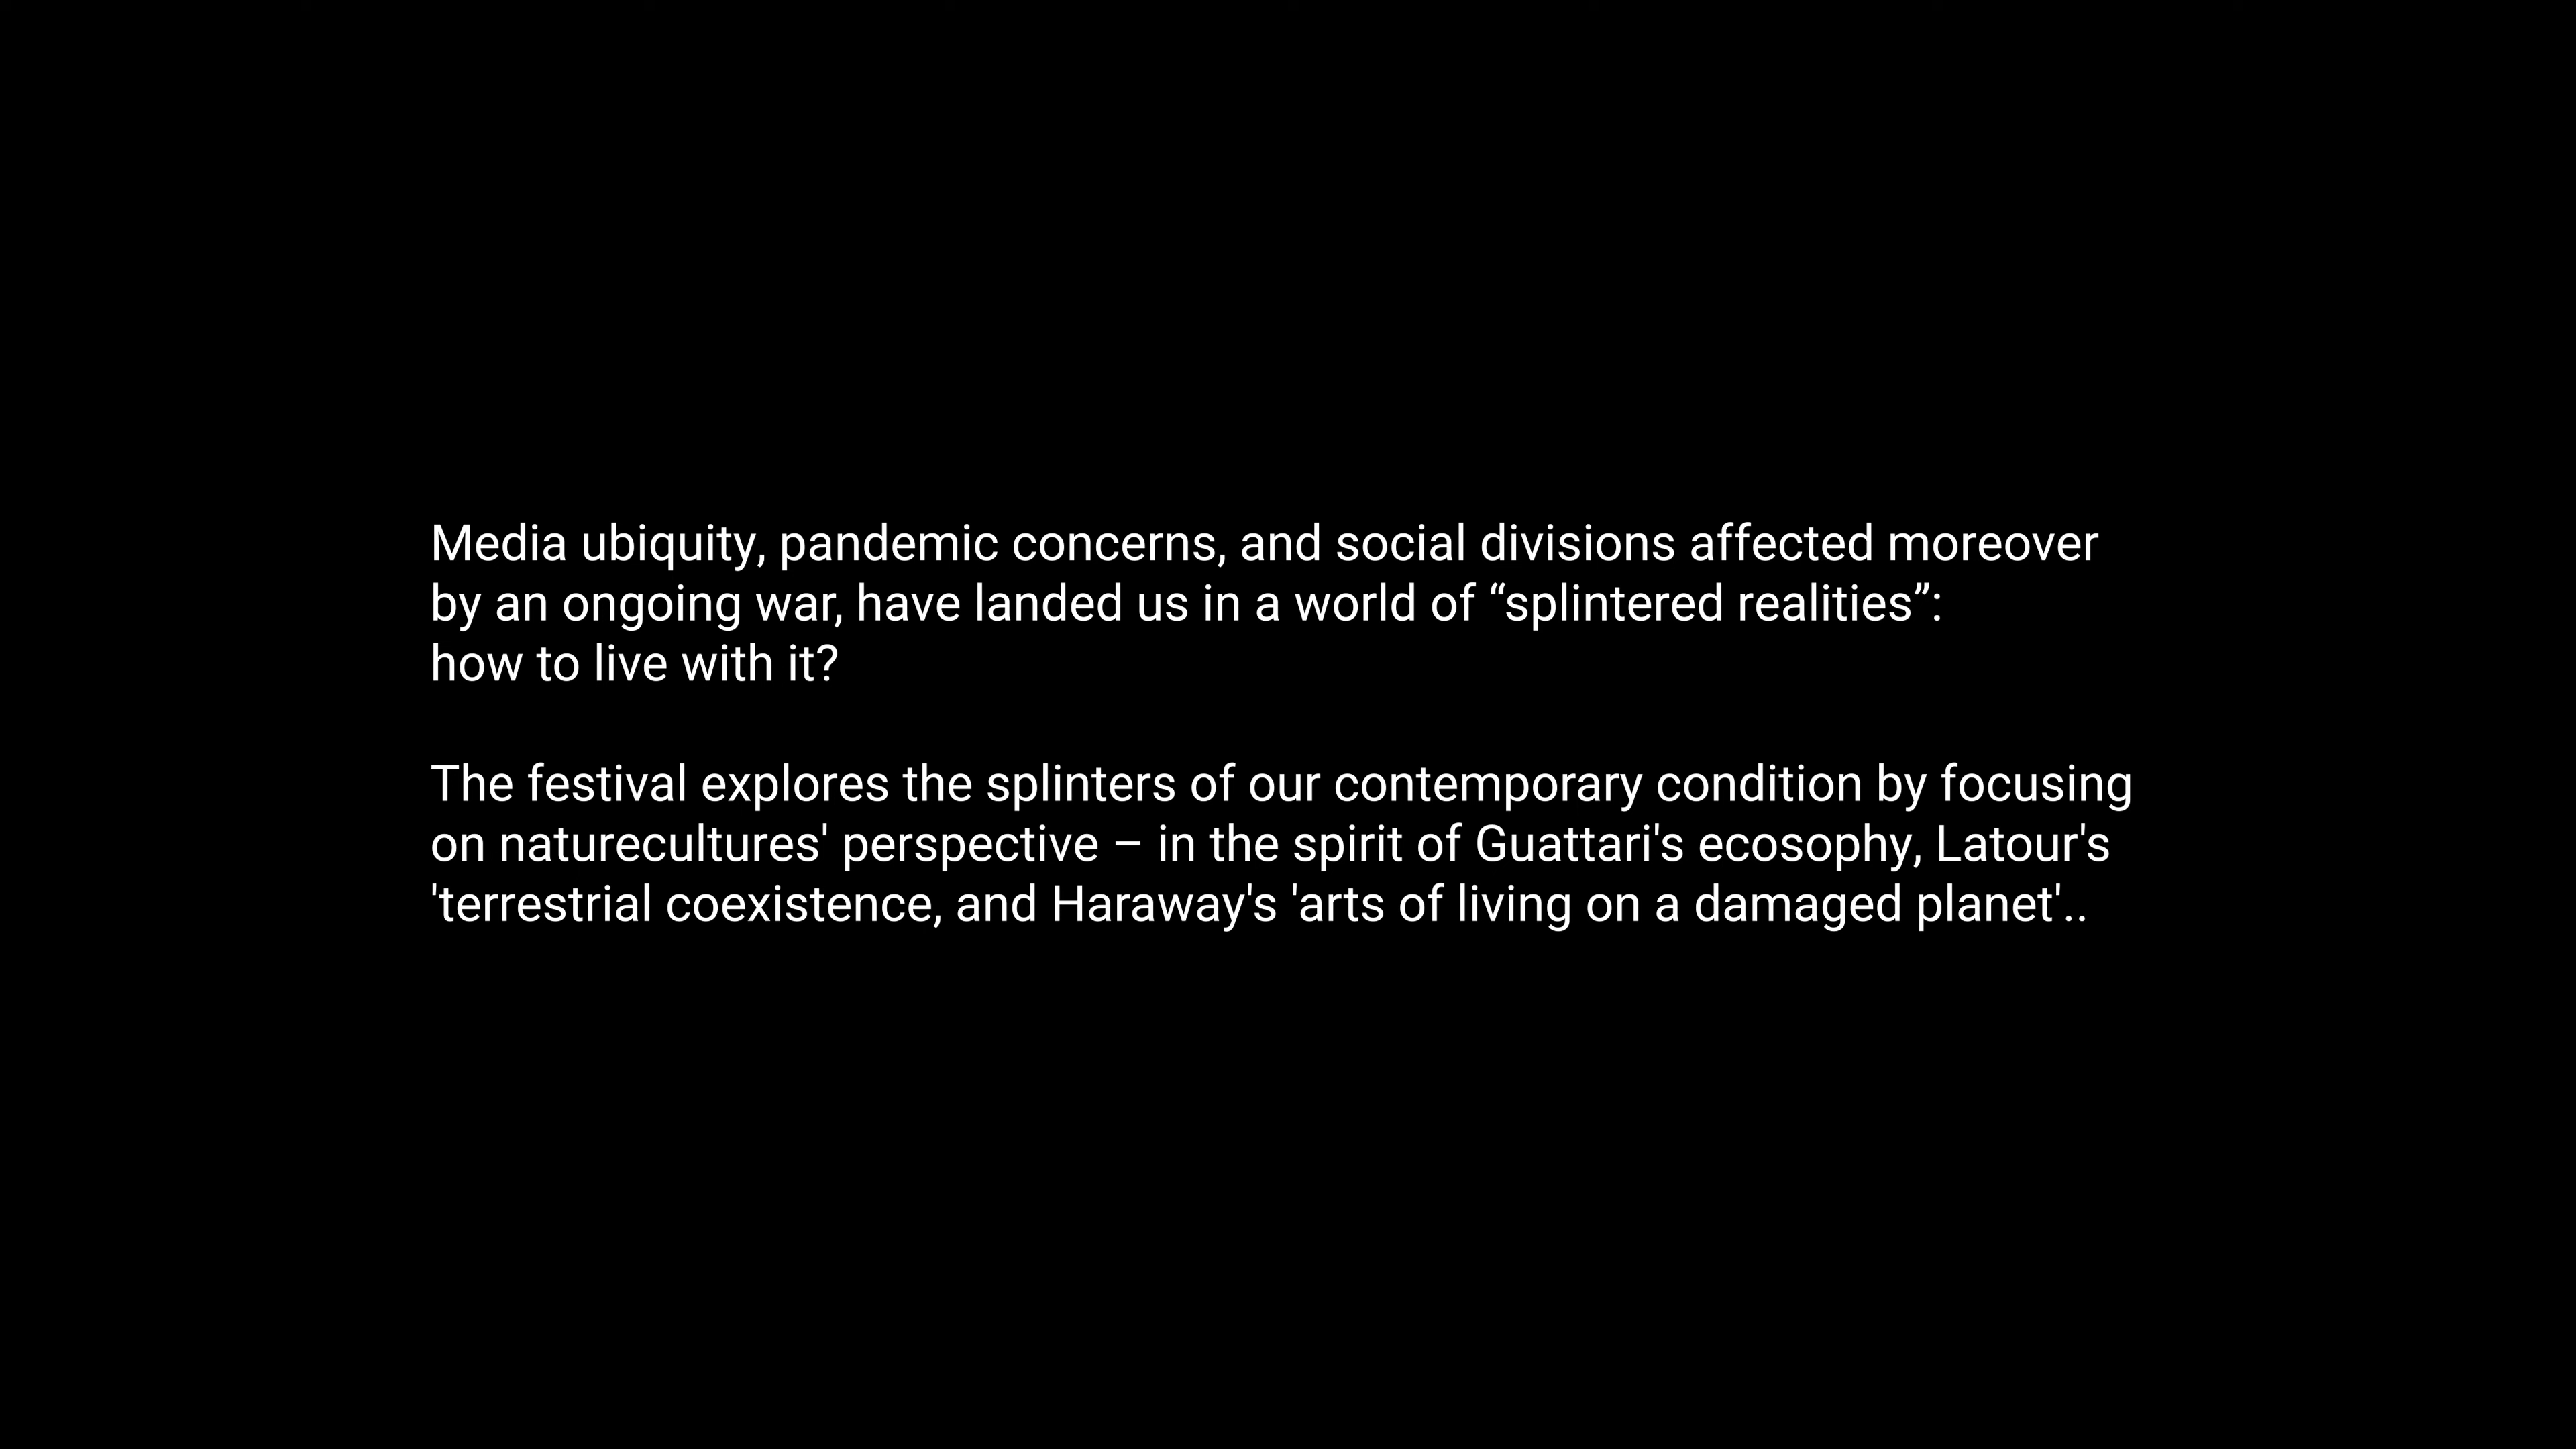 Media ubiquity, pandemic concerns, and social divisions affected moreover
by an ongoing war, have landed us in a world of “splintered realities”:
how to live with it?
The festival explores the splinters of our contemporary condition by focusing
on naturecultures' perspective – in the spirit of Guattari's ecosophy, Latour's
'terrestrial coexistence, and Haraway's 'arts of living on a damaged planet'..